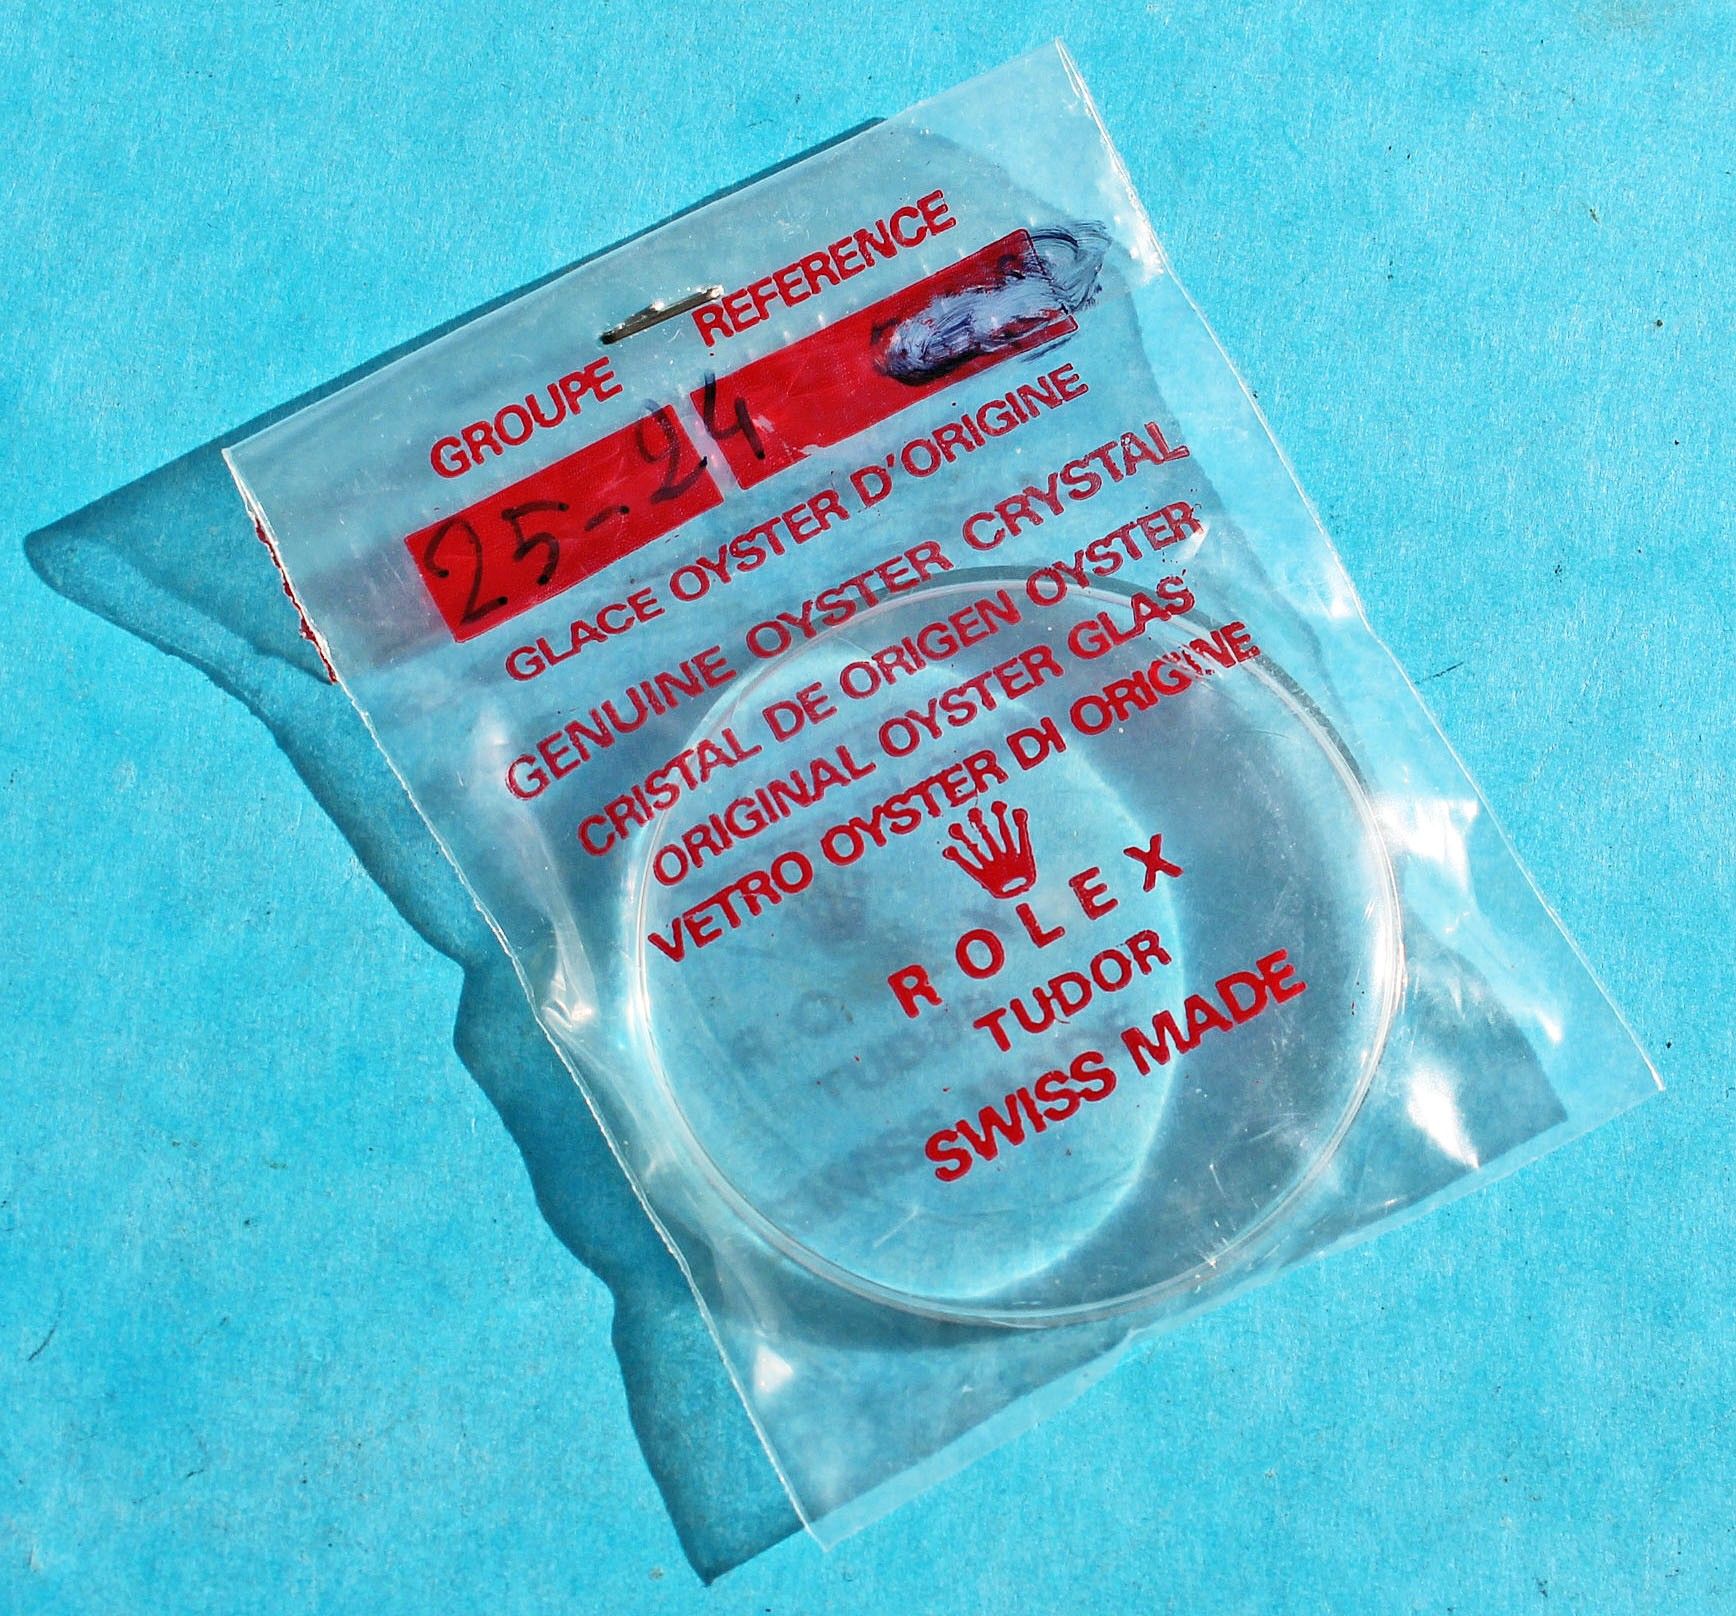 GROUPE REFERENCE
25-24
GLACE OYSTER D'ORIGINE
GENUINE OYSTER CRYSTAL
CRISTAL DE ORIGEN OYSTER
ORIGINAL OYSTER GLAS
VETRO OYSTER DI ORIGINE
ROLEX
TUDOR
SWISS MADE